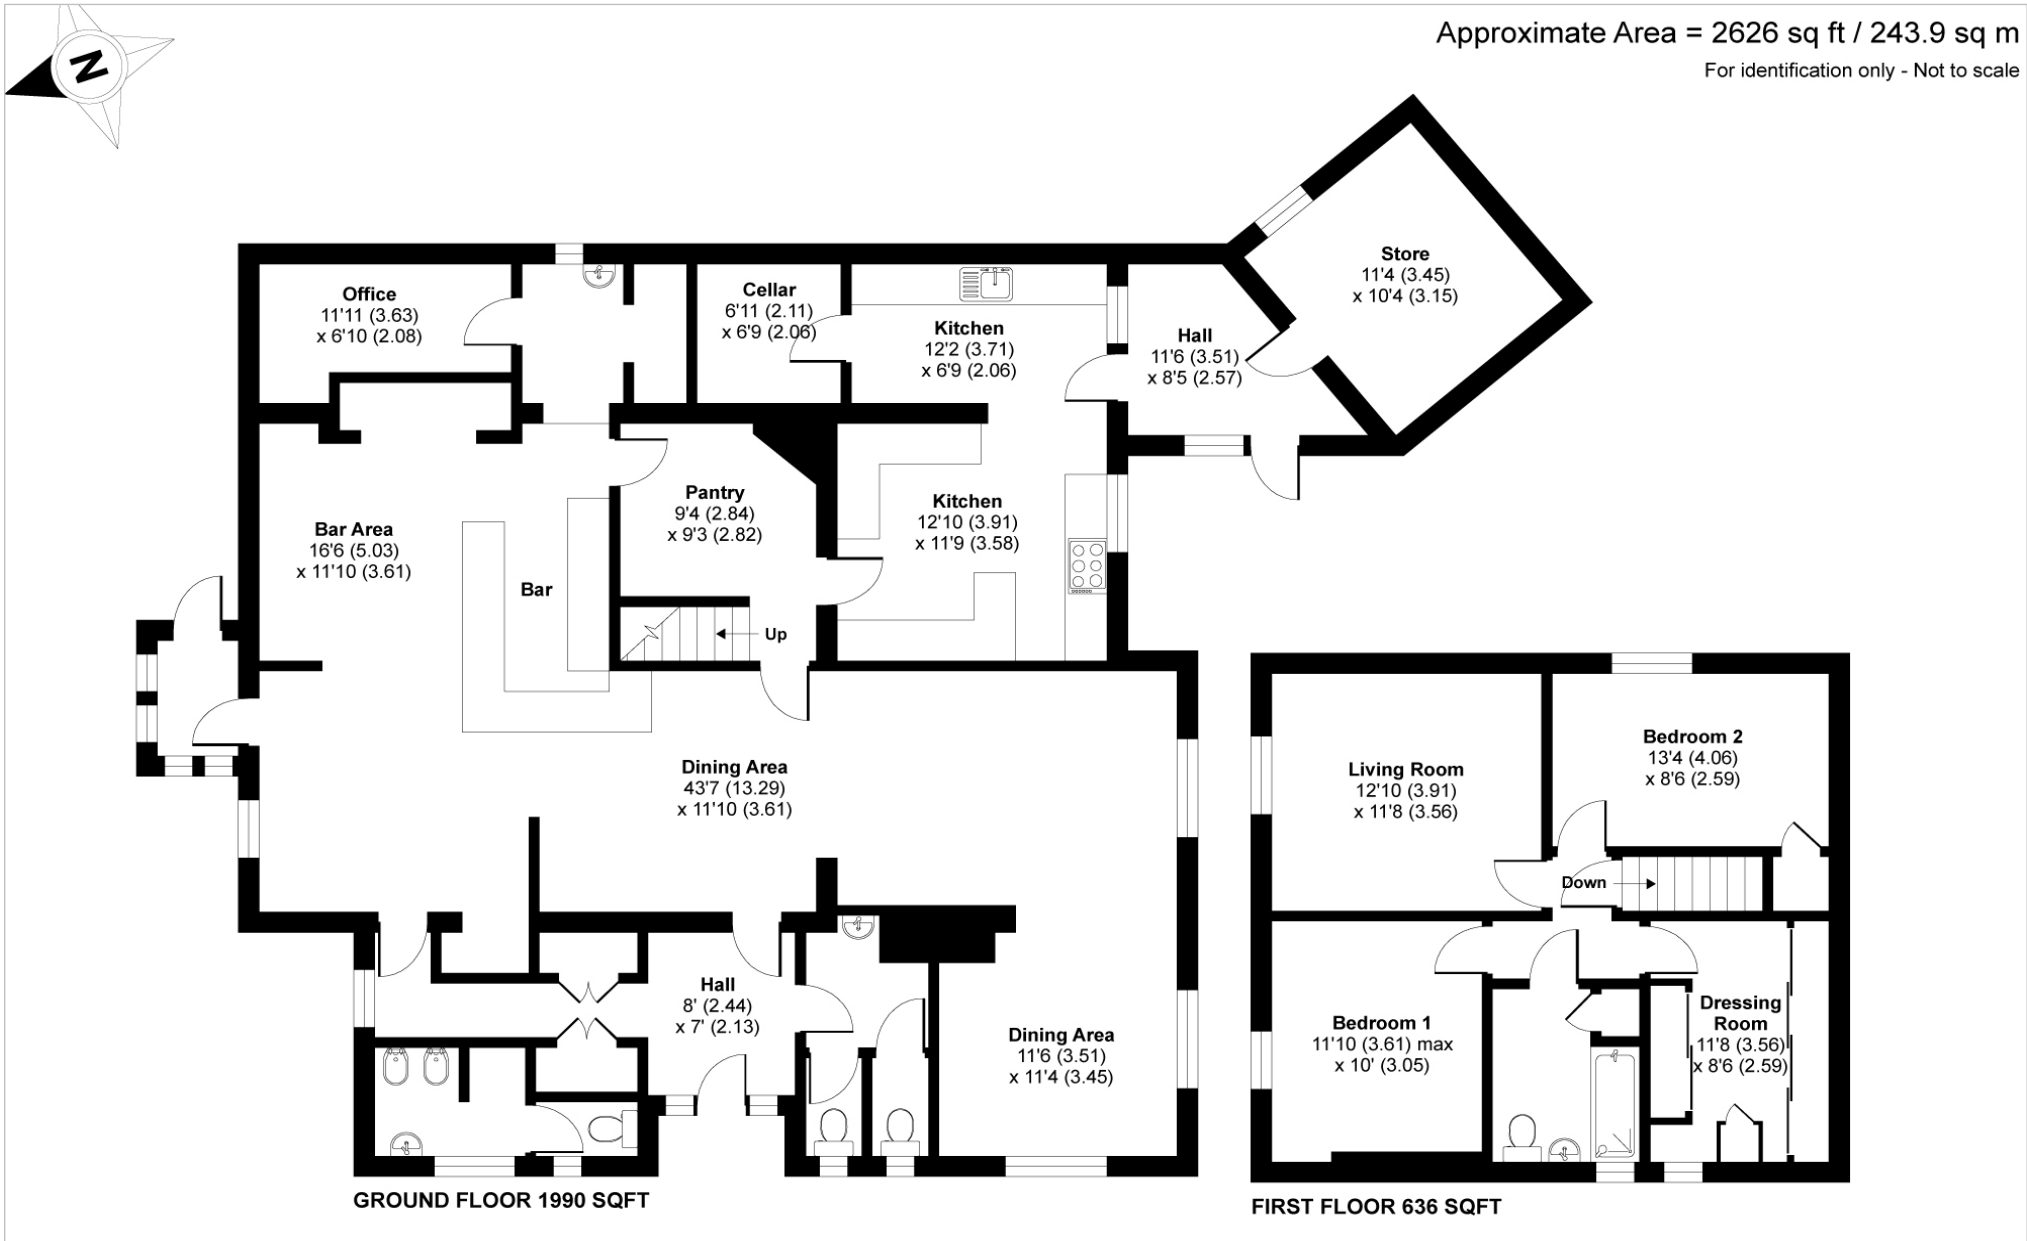 N
Approximate Area = 2626 sq ft / 243.9 sq m
For identification only - Not to scale
Office
11'11 (3.63)
x 6'10 (2.08)
Cellar
6'11 (2.11)
x 6'9 (2.06)
Kitchen
12'2 (3.71)
x 6'9 (2.06)
Hall
11'6 (3.51)
x 8'5 (2.57)
Store
11'4 (3.45)
x 10'4 (3.15)
Bar Area
16'6 (5.03)
x 11'10 (3.61)
Bar
Pantry
9'4 (2.84)
x 9'3 (2.82)
Up
Kitchen
12'10 (3.91)
x 11'9 (3.58)
Dining Area
43'7 (13.29)
x 11'10 (3.61)
Hall
8' (2.44)
x 7' (2.13)
Dining Area
11'6 (3.51)
x 11'4 (3.45)
GROUND FLOOR 1990 SQFT
Living Room
12'10 (3.91)
x 11'8 (3.56)
Bedroom 2
13'4 (4.06)
x 8'6 (2.59)
Down
Bedroom 1
11'10 (3.61) max
x 10' (3.05)
Dressing
Room
11'8 (3.56)
x 8'6 (2.59)
FIRST FLOOR 636 SQFT